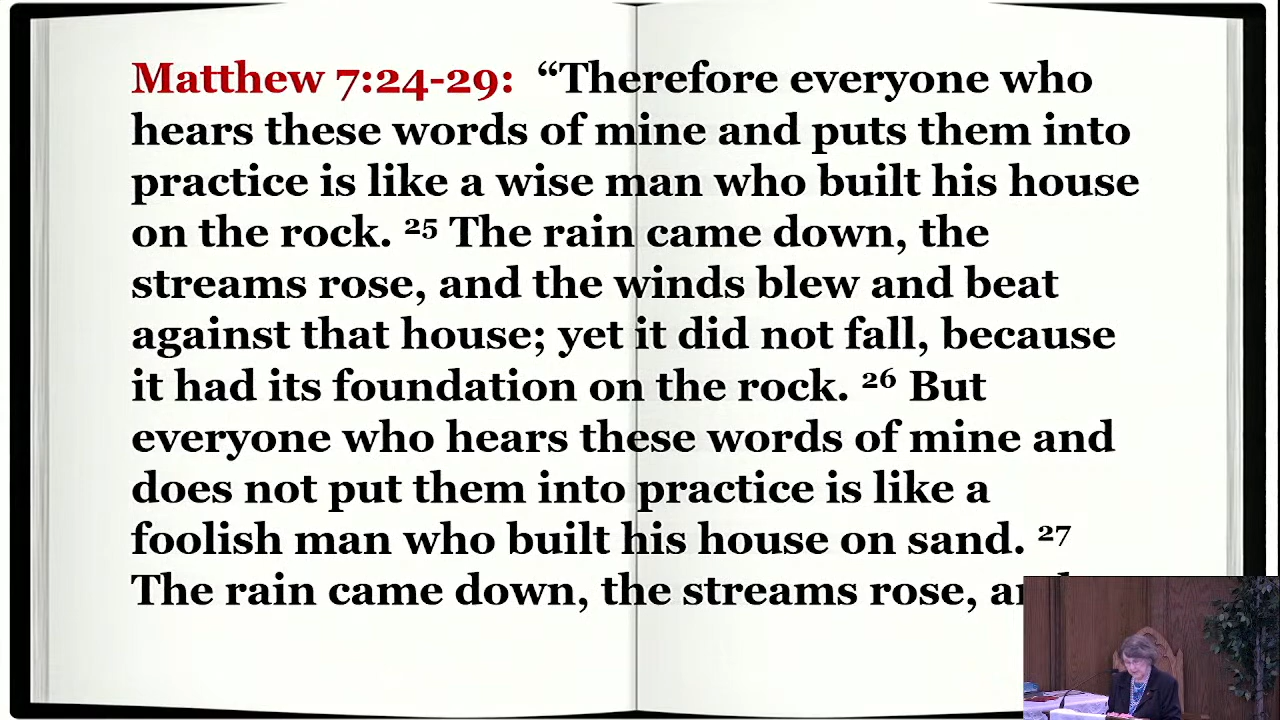 Matthew 7:24-29: “Therefore everyone who
hears these words of mine and puts them into
practice is like a wise man who built his house
on the rock. 25 The rain came down, the
streams rose, and the winds blew and beat
against that house; yet it did not fall, because
it had its foundation on the rock. 26 But
everyone who hears these words of mine and
does not put them into practice is like a
foolish man who built his house on sand. 27
The rain came down, the streams rose,